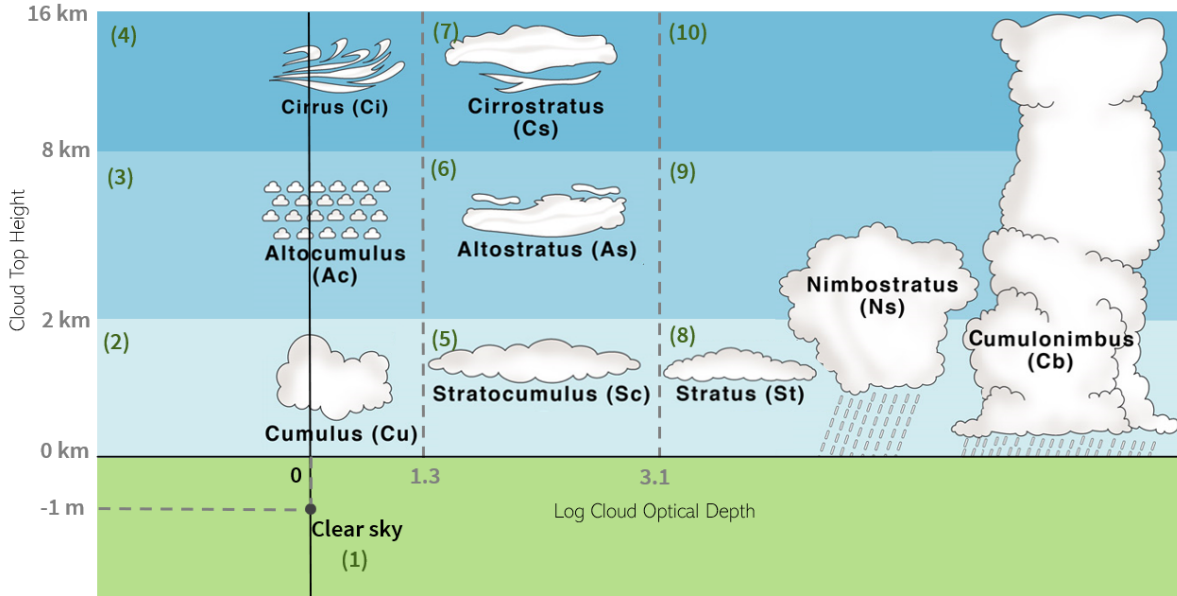 16 km
(4)
(7)
(10)
Cirrus (Ci)
Cirrostratus
(Cs)
8 km
(3)
(6)
(9)
Cloud Top Height
Altocumulus
(Ac)
Altostratus (As)
Nimbostratus
(Ns)
2 km
(2)
(5)
(8)
Cumulonimbus
(Cb)
Stratocumulus (Sc)
Stratus (St)
Cumulus (Cu)
0 km
0
1.3
3.1
-1 m
Log Cloud Optical Depth
Clear sky
(1)